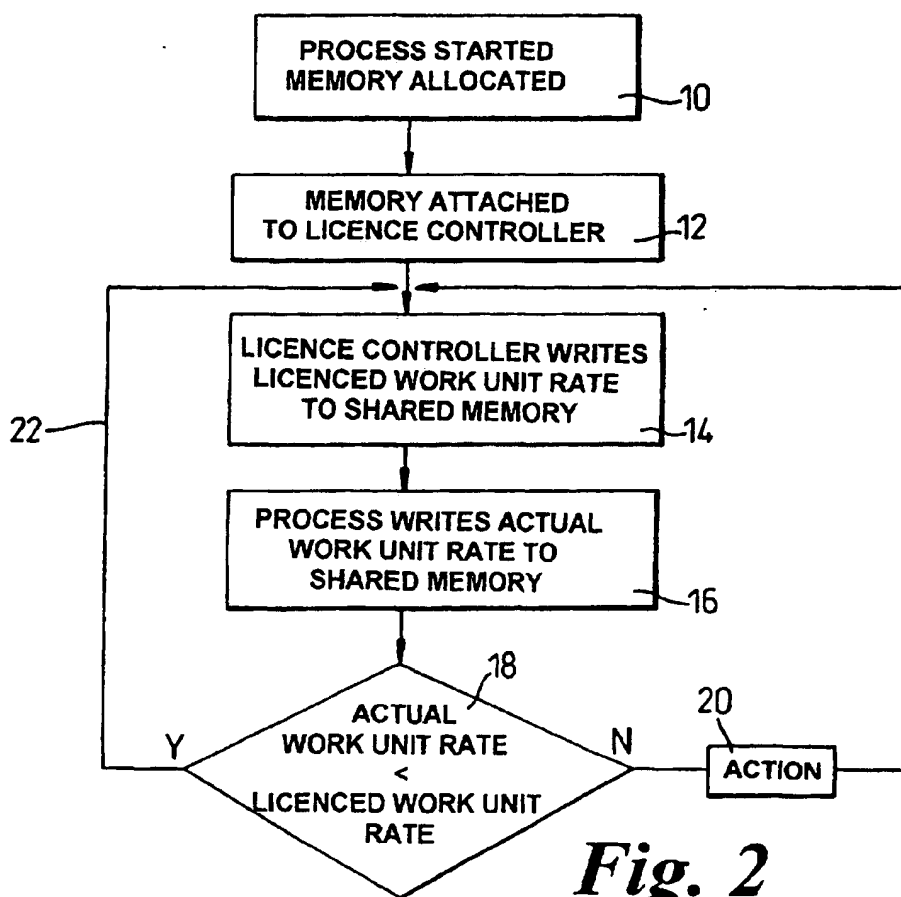 PROCESS STARTED
MEMORY ALLOCATED
10
MEMORY ATTACHED
TO LICENCE CONTROLLER
12
LICENCE CONTROLLER WRITES
LICENCED WORK UNIT RATE
TO SHARED MEMORY
14
22
PROCESS WRITES ACTUAL
WORK UNIT RATE TO
SHARED MEMORY
16
18
ACTUAL
WORK UNIT RATE
<
LICENCED WORK UNIT
RATE
Y
N
20
ACTION
Fig. 2